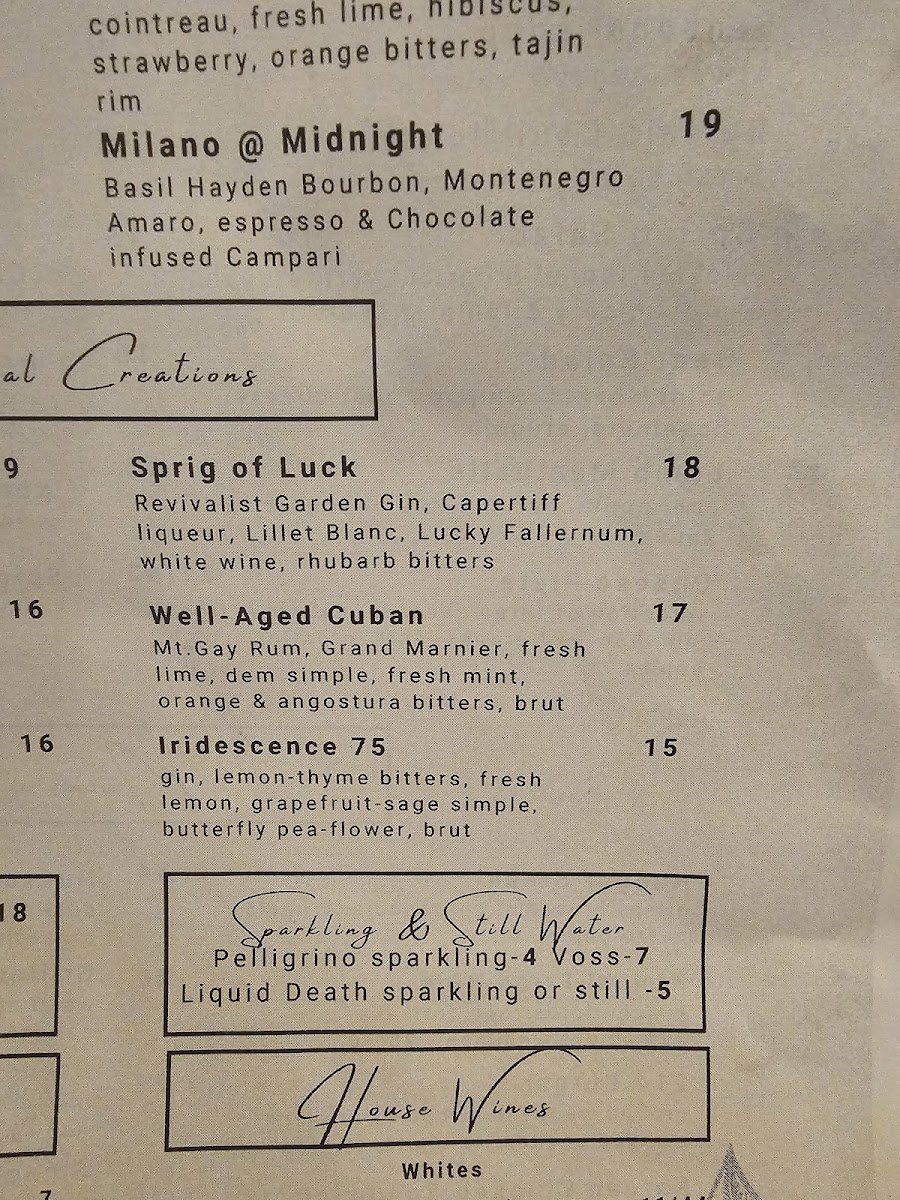 cointreau, fresh lime, hibiscus,
strawberry, orange bitters, tajin
rim
Milano @ Midnight 19
Basil Hayden Bourbon, Montenegro
Amaro, espresso & Chocolate
infused Campari
al Creations
9 Sprig of Luck 18
Revivalist Garden Gin, Capertiff
liqueur, Lillet Blanc, Lucky Fallernum,
white wine, rhubarb bitters
16 Well-Aged Cuban 17
Mt.Gay Rum, Grand Marnier, fresh
lime, dem simple, fresh mint,
orange & angostura bitters, brut
16 Iridescence 75 15
gin, lemon-thyme bitters, fresh
lemon, grapefruit-sage simple,
butterfly pea-flower, brut
18
Sparkling & Still Water
Pelligrino sparkling-4 Voss-7
Liquid Death sparkling or still -5
House Wines
Whites
7